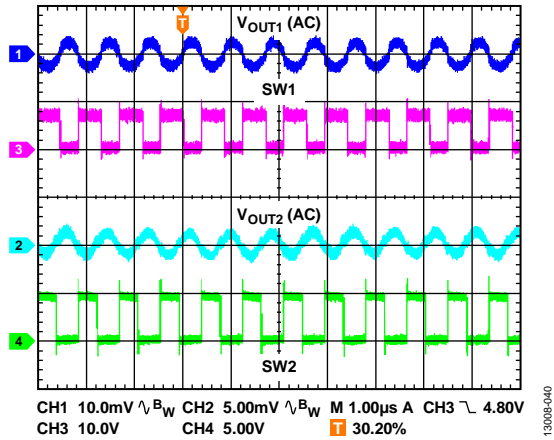 T
VOUT1 (AC)
1
SW1
3
VOUT2 (AC)
2
4
SW2
CH1 10.0mV ∿ BW CH2 5.00mV ∿ BW M 1.00µs A CH3 ╲ 4.80V
CH3 10.0V CH4 5.00V T 30.20%
13008-040